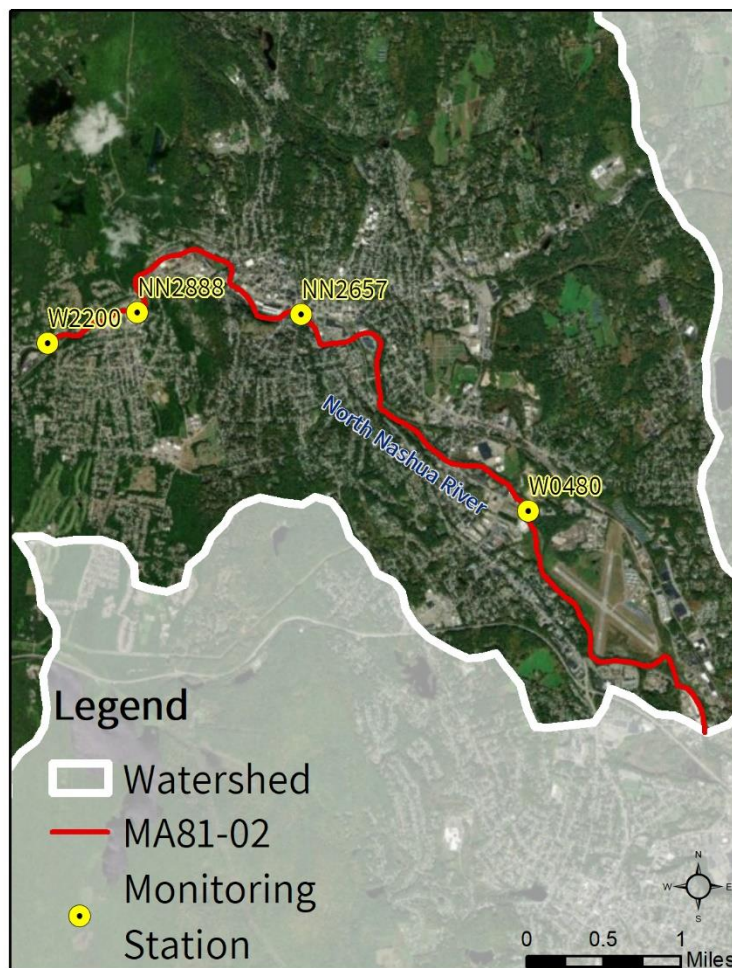 NN2888
NN2657
W2200
North Nashua River
W0480
Legend
Watershed
MA81-02
Monitoring
Station
N
W E
S
0 0.5 1
Miles